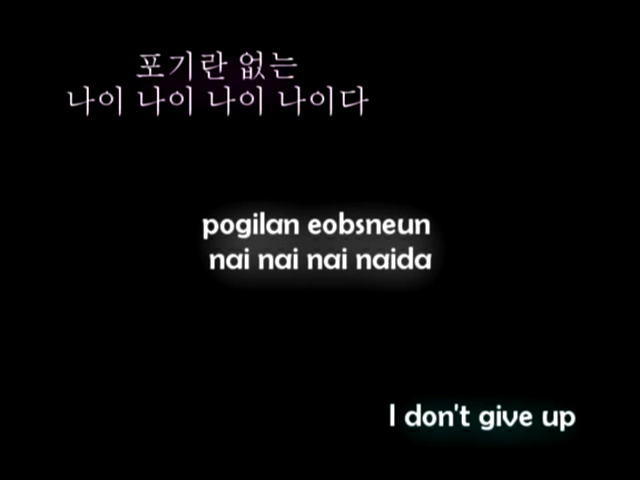 포기란 없는
나이 나이 나이 나이다
pogilan eobsneun
nai nai nai naida
I don't give up